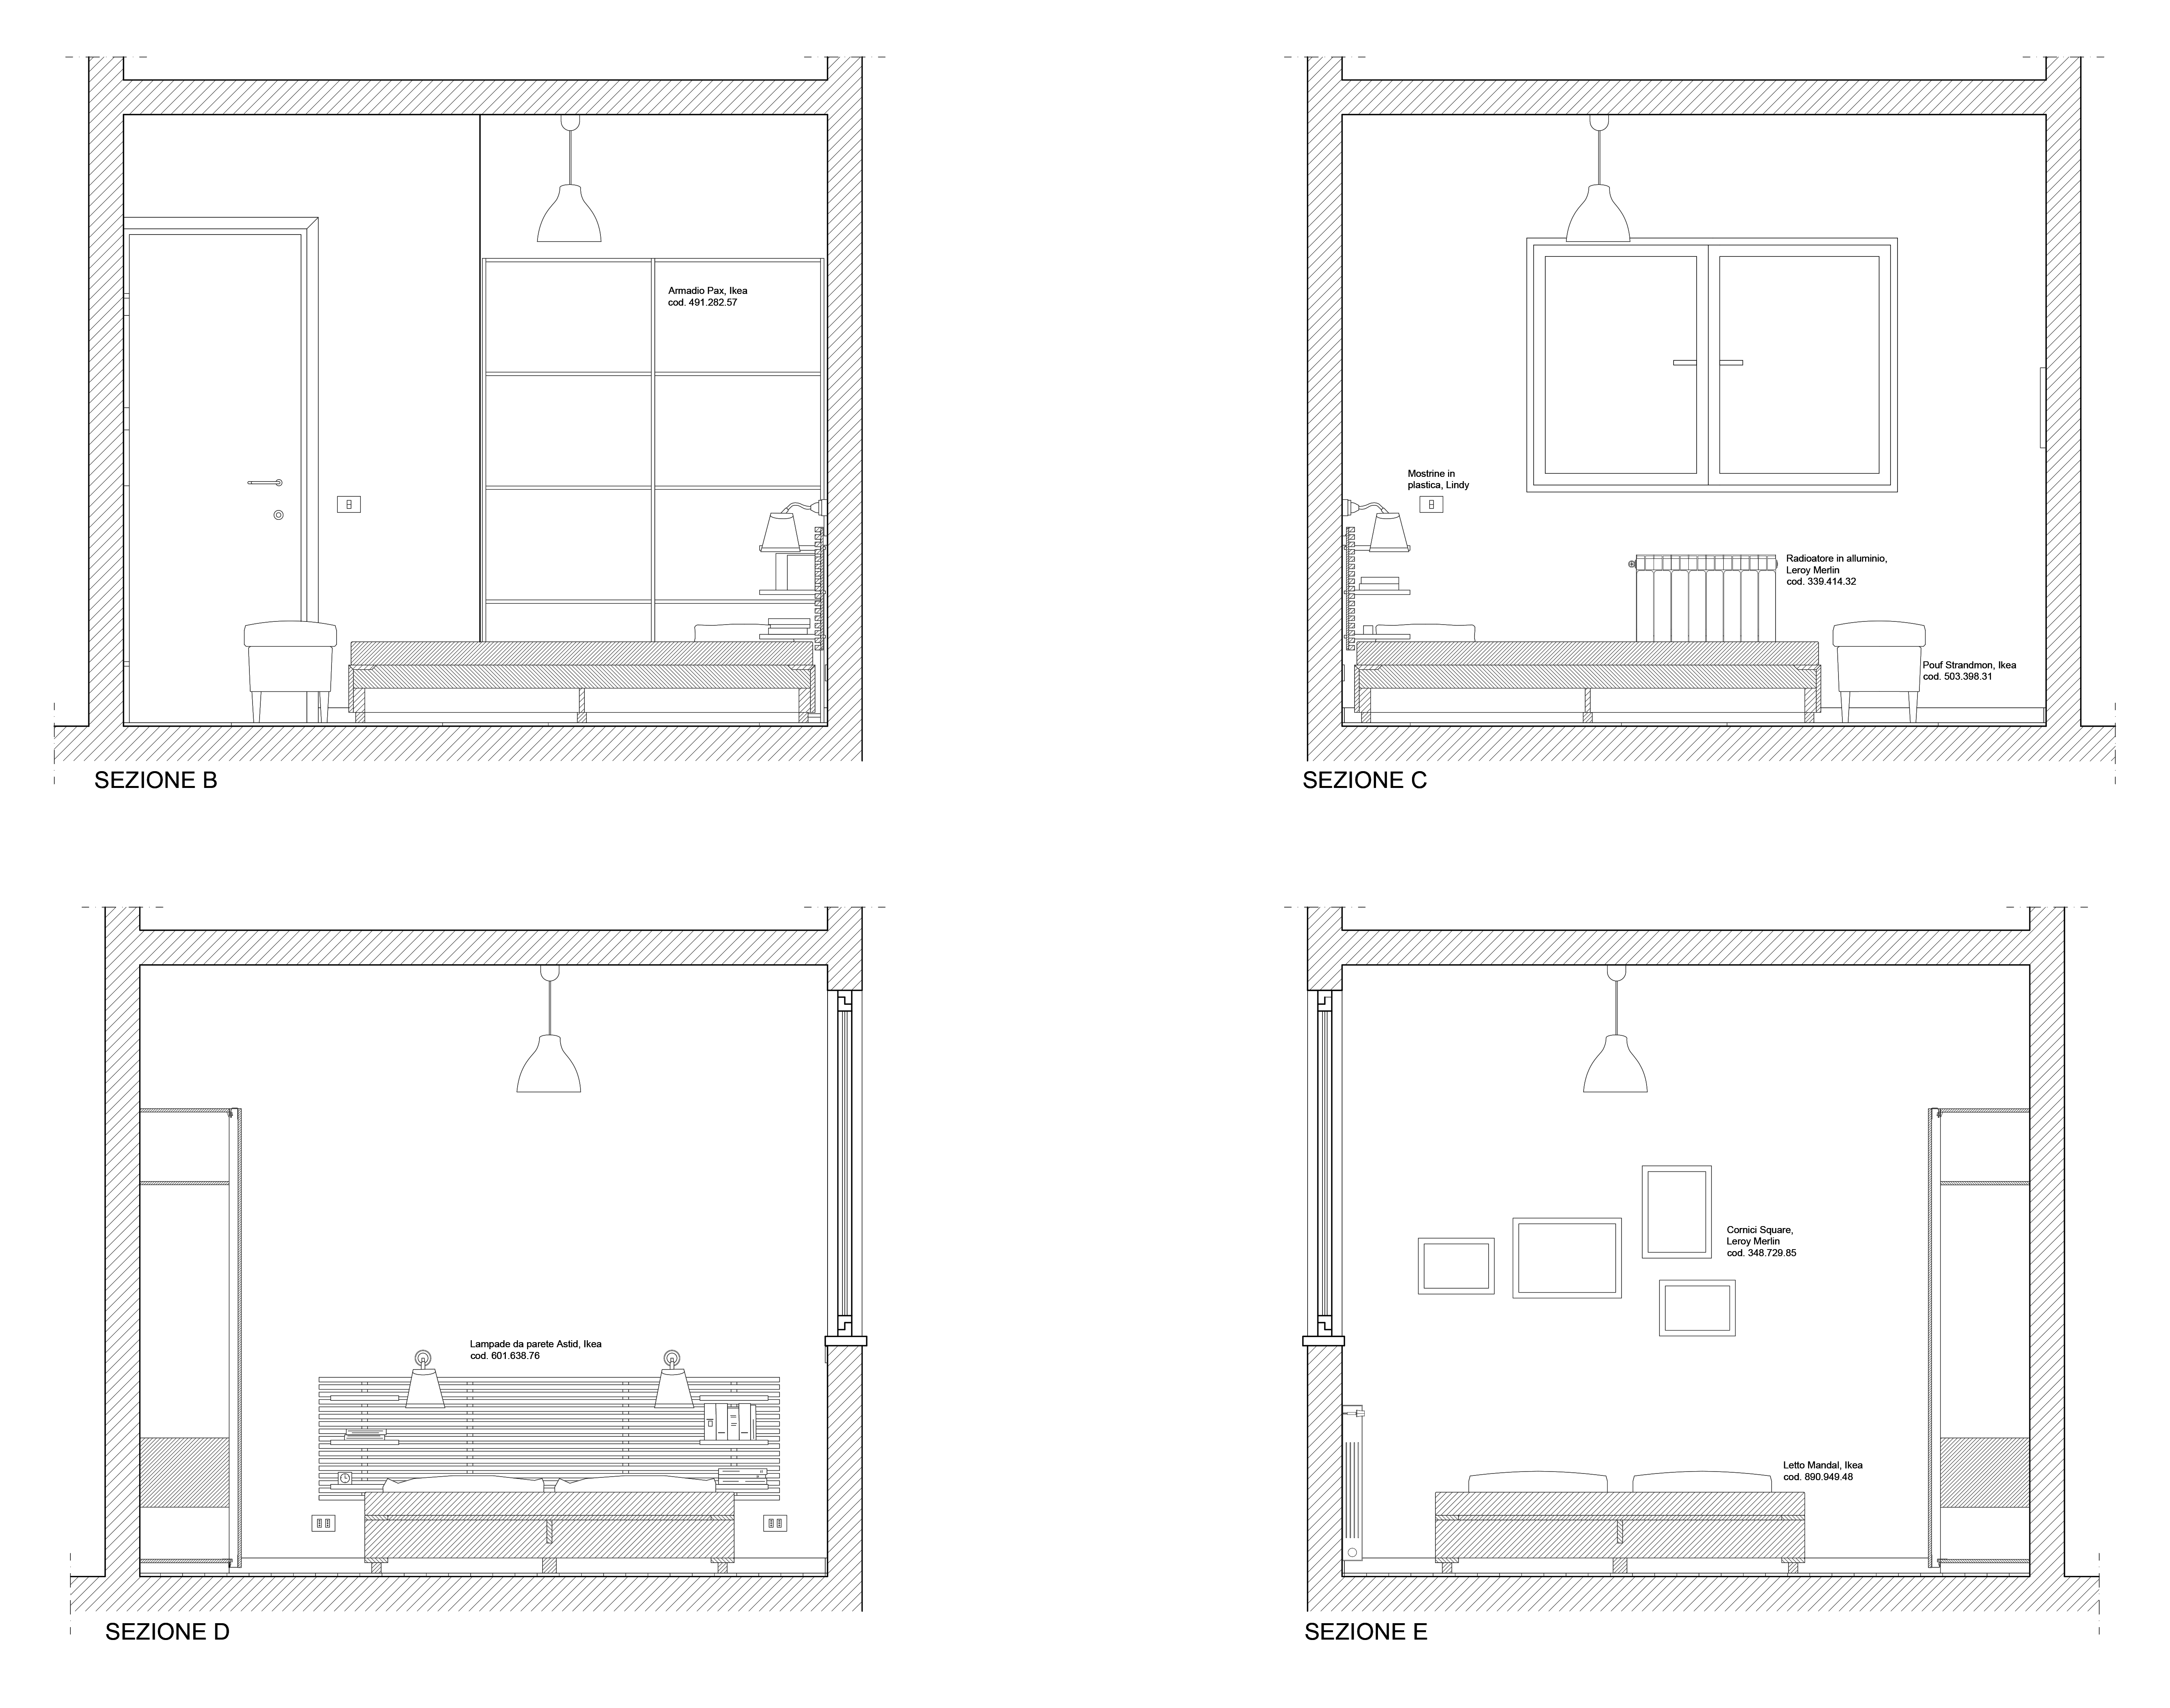 Armadio Pax, Ikea
cod. 491.282.57
SEZIONE B
Mostrine in
plastica, Lindy
Radioatore in alluminio,
Leroy Merlin
cod. 339.414.32
Pouf Strandmon, Ikea
cod. 503.398.31
SEZIONE C
Lampade da parete Astid, Ikea
cod. 601.638.76
SEZIONE D
Cornici Square,
Leroy Merlin
cod. 348.729.85
Letto Mandal, Ikea
cod. 890.949.48
SEZIONE E